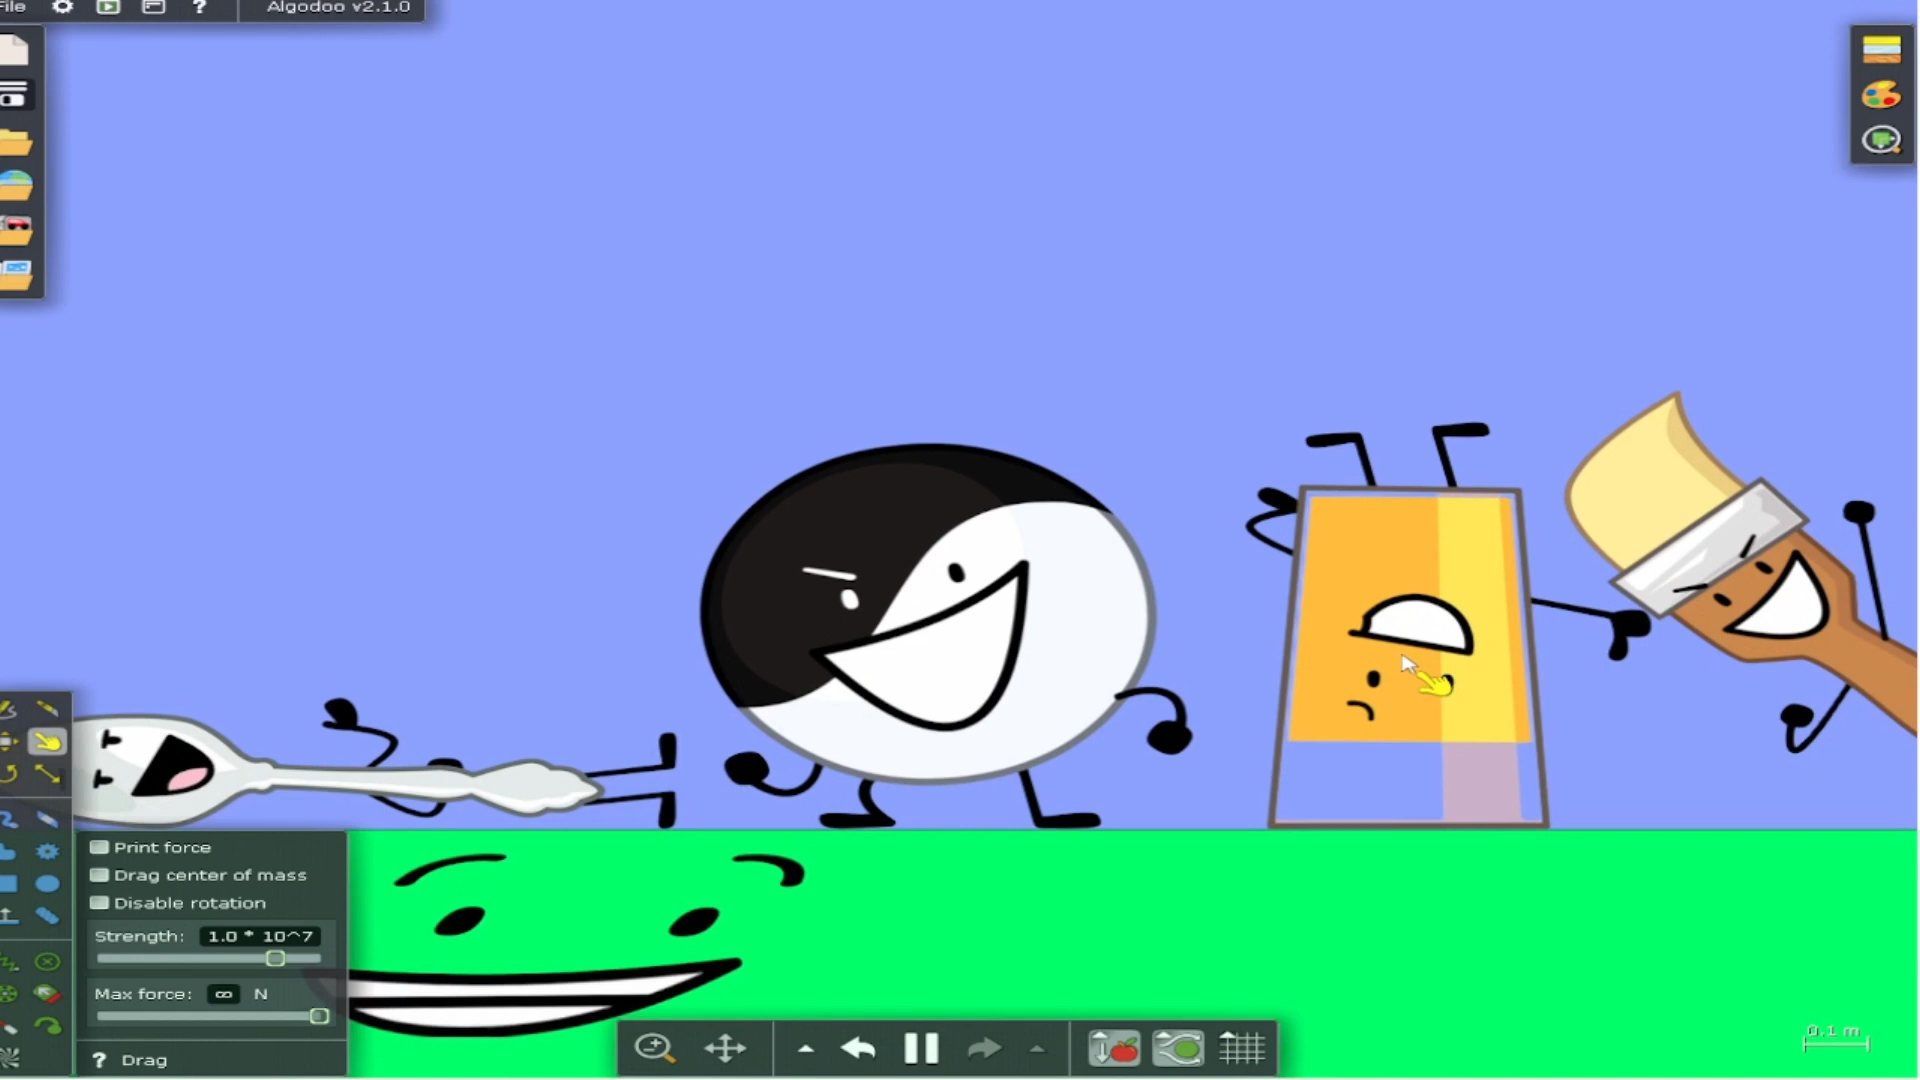 File
?
Algodoo v2.1.0
Print force
Drag center of mass
Disable rotation
Strength: 1.0 * 10^7
Max force: ∞ N
? Drag
0.1 m